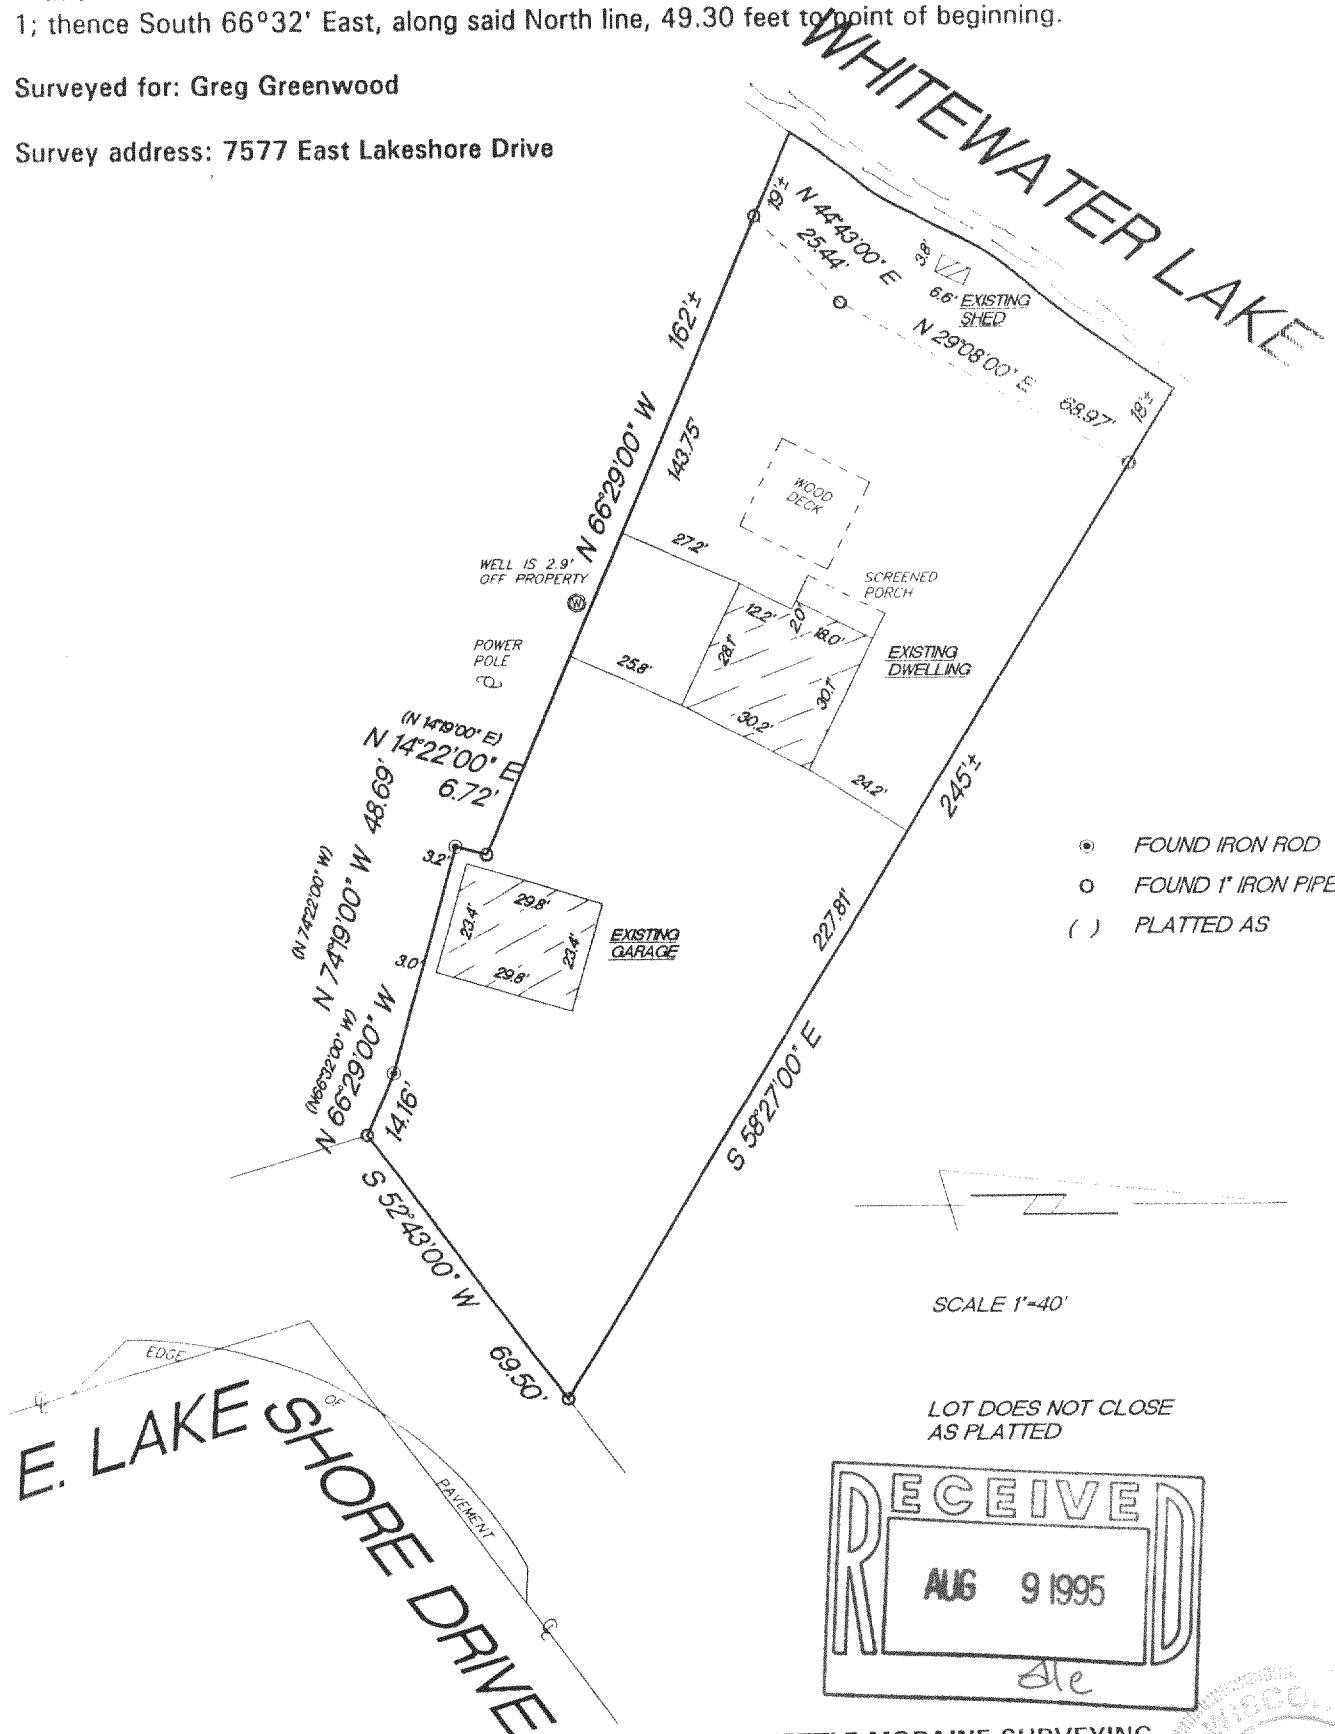 1; thence South 66º32' East, along said North line, 49.30 feet to point of beginning.
Surveyed for: Greg Greenwood
Survey address: 7577 East Lakeshore Drive
WHITEWATER LAKE
19'±
N 44°43'00" E
25.44'
3.8'
6.6'
EXISTING
SHED
N 29°08'00" E
68.97'
18'±
162'±
N 66°29'00" W
143.75'
WOOD
DECK
27.2'
WELL IS 2.9'
OFF PROPERTY
W
SCREENED
PORCH
12.2'
2.0'
18.0'
28.1'
30.1'
EXISTING
DWELLING
POWER
POLE
25.8'
30.2'
24.2'
(N 14°19'00" E)
N 14°22'00" E
6.72'
245'±
(N 74°22'00" W)
N 74°19'00" W 48.69'
3.2'
29.8'
23.4'
23.4'
29.8'
3.0'
EXISTING
GARAGE
227.81'
S 58°27'00" E
FOUND IRON ROD
FOUND 1" IRON PIPE
( ) PLATTED AS
(N66°32'00" W)
N 66°29'00" W
14.16'
S 52°43'00" W
69.50'
SCALE 1"=40'
EDGE
OF
PAVEMENT
E. LAKE SHORE DRIVE
LOT DOES NOT CLOSE
AS PLATTED
RECEIVED
AUG 9 1995
MORAINE SURVEYING